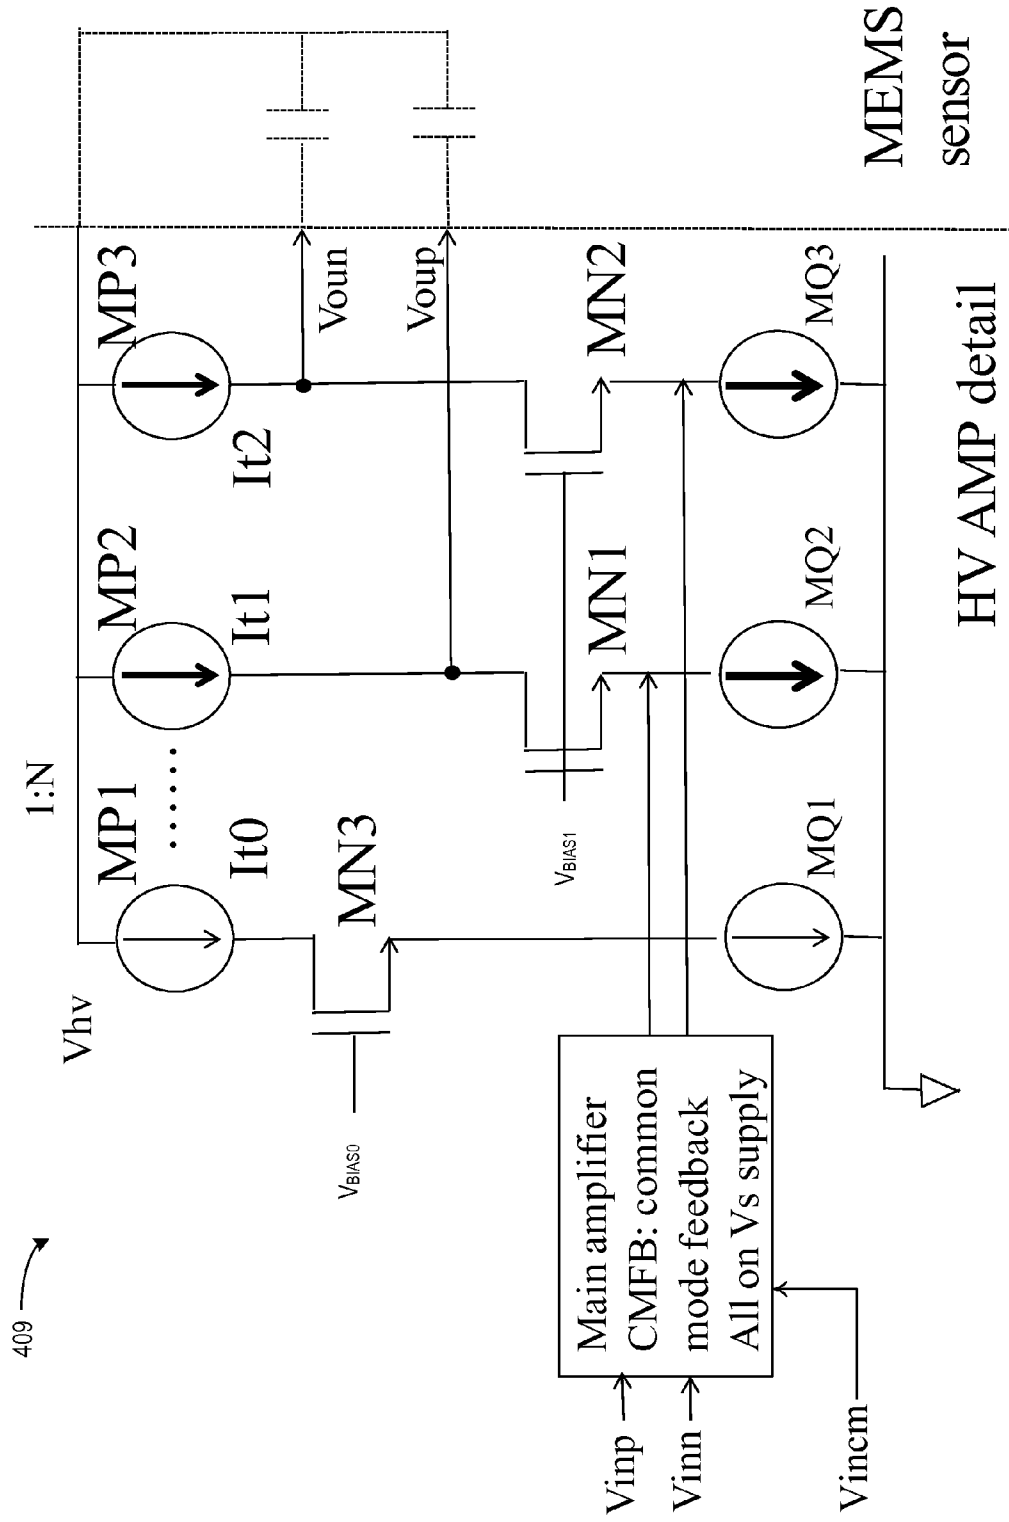 409
1:N
Vhv
MP1
MP2
MP3
It0
It1
It2
MN3
VBIAS0
Voun
Voup
MEMS
sensor
VBIAS1
MN1
MN2
Vinp
Vinn
Vincm
Main amplifier
CMFB: common
mode feedback
All on Vs supply
MQ1
MQ2
MQ3
HV AMP detail